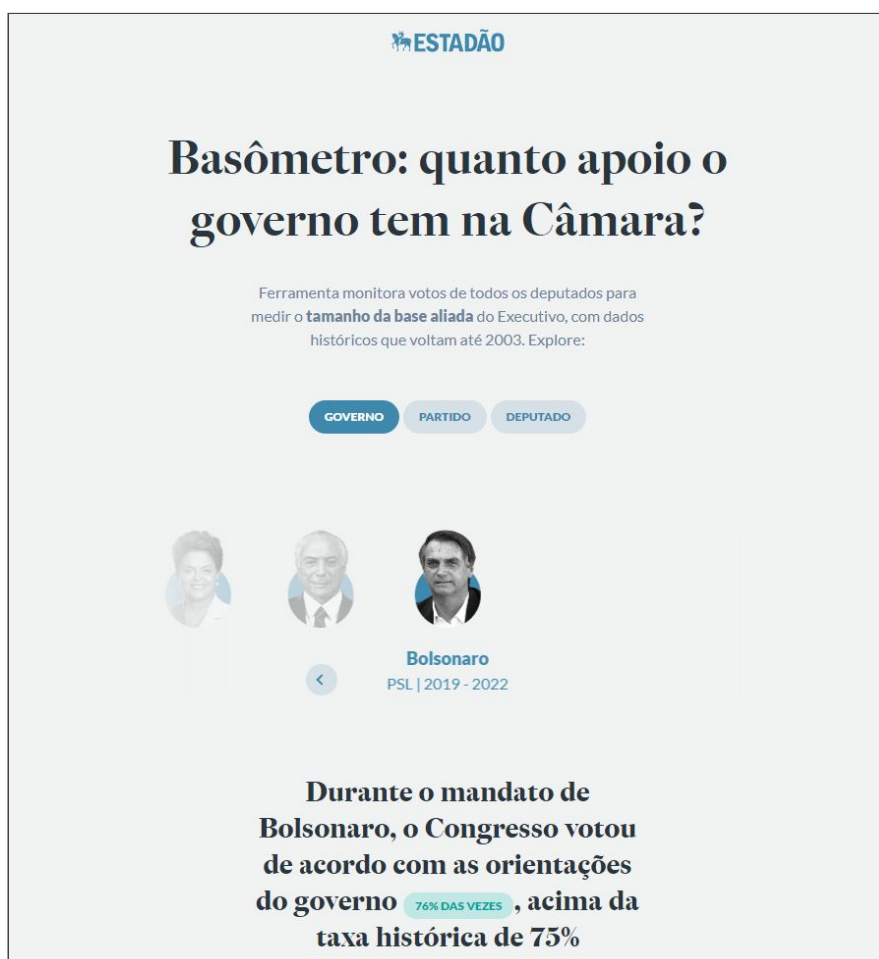 ESTADÃO
Basômetro: quanto apoio o
governo tem na Câmara?
Ferramenta monitora votos de todos os deputados para
medir o tamanho da base aliada do Executivo, com dados
históricos que voltam até 2003. Explore:
GOVERNO PARTIDO DEPUTADO
Bolsonaro
PSL | 2019 - 2022
Durante o mandato de
Bolsonaro, o Congresso votou
de acordo com as orientações
do governo 76% DAS VEZES, acima da
taxa histórica de 75%